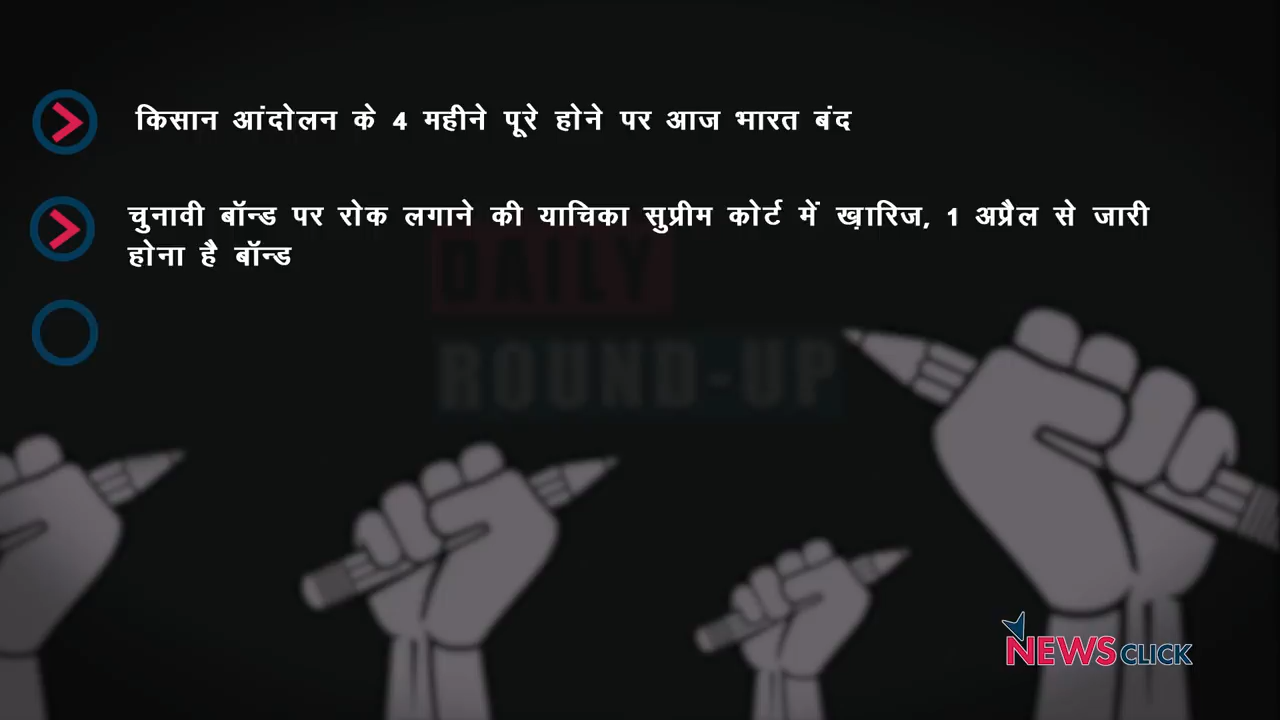 किसान आंदोलन के 4 महीने पूरे होने पर आज भारत बंद
चुनावी बॉन्ड पर रोक लगाने की याचिका सुप्रीम कोर्ट में ख़ारिज, 1 अप्रैल से जारी
होना है बॉन्ड
DAILY
ROUND-UP
NEWSCLICK